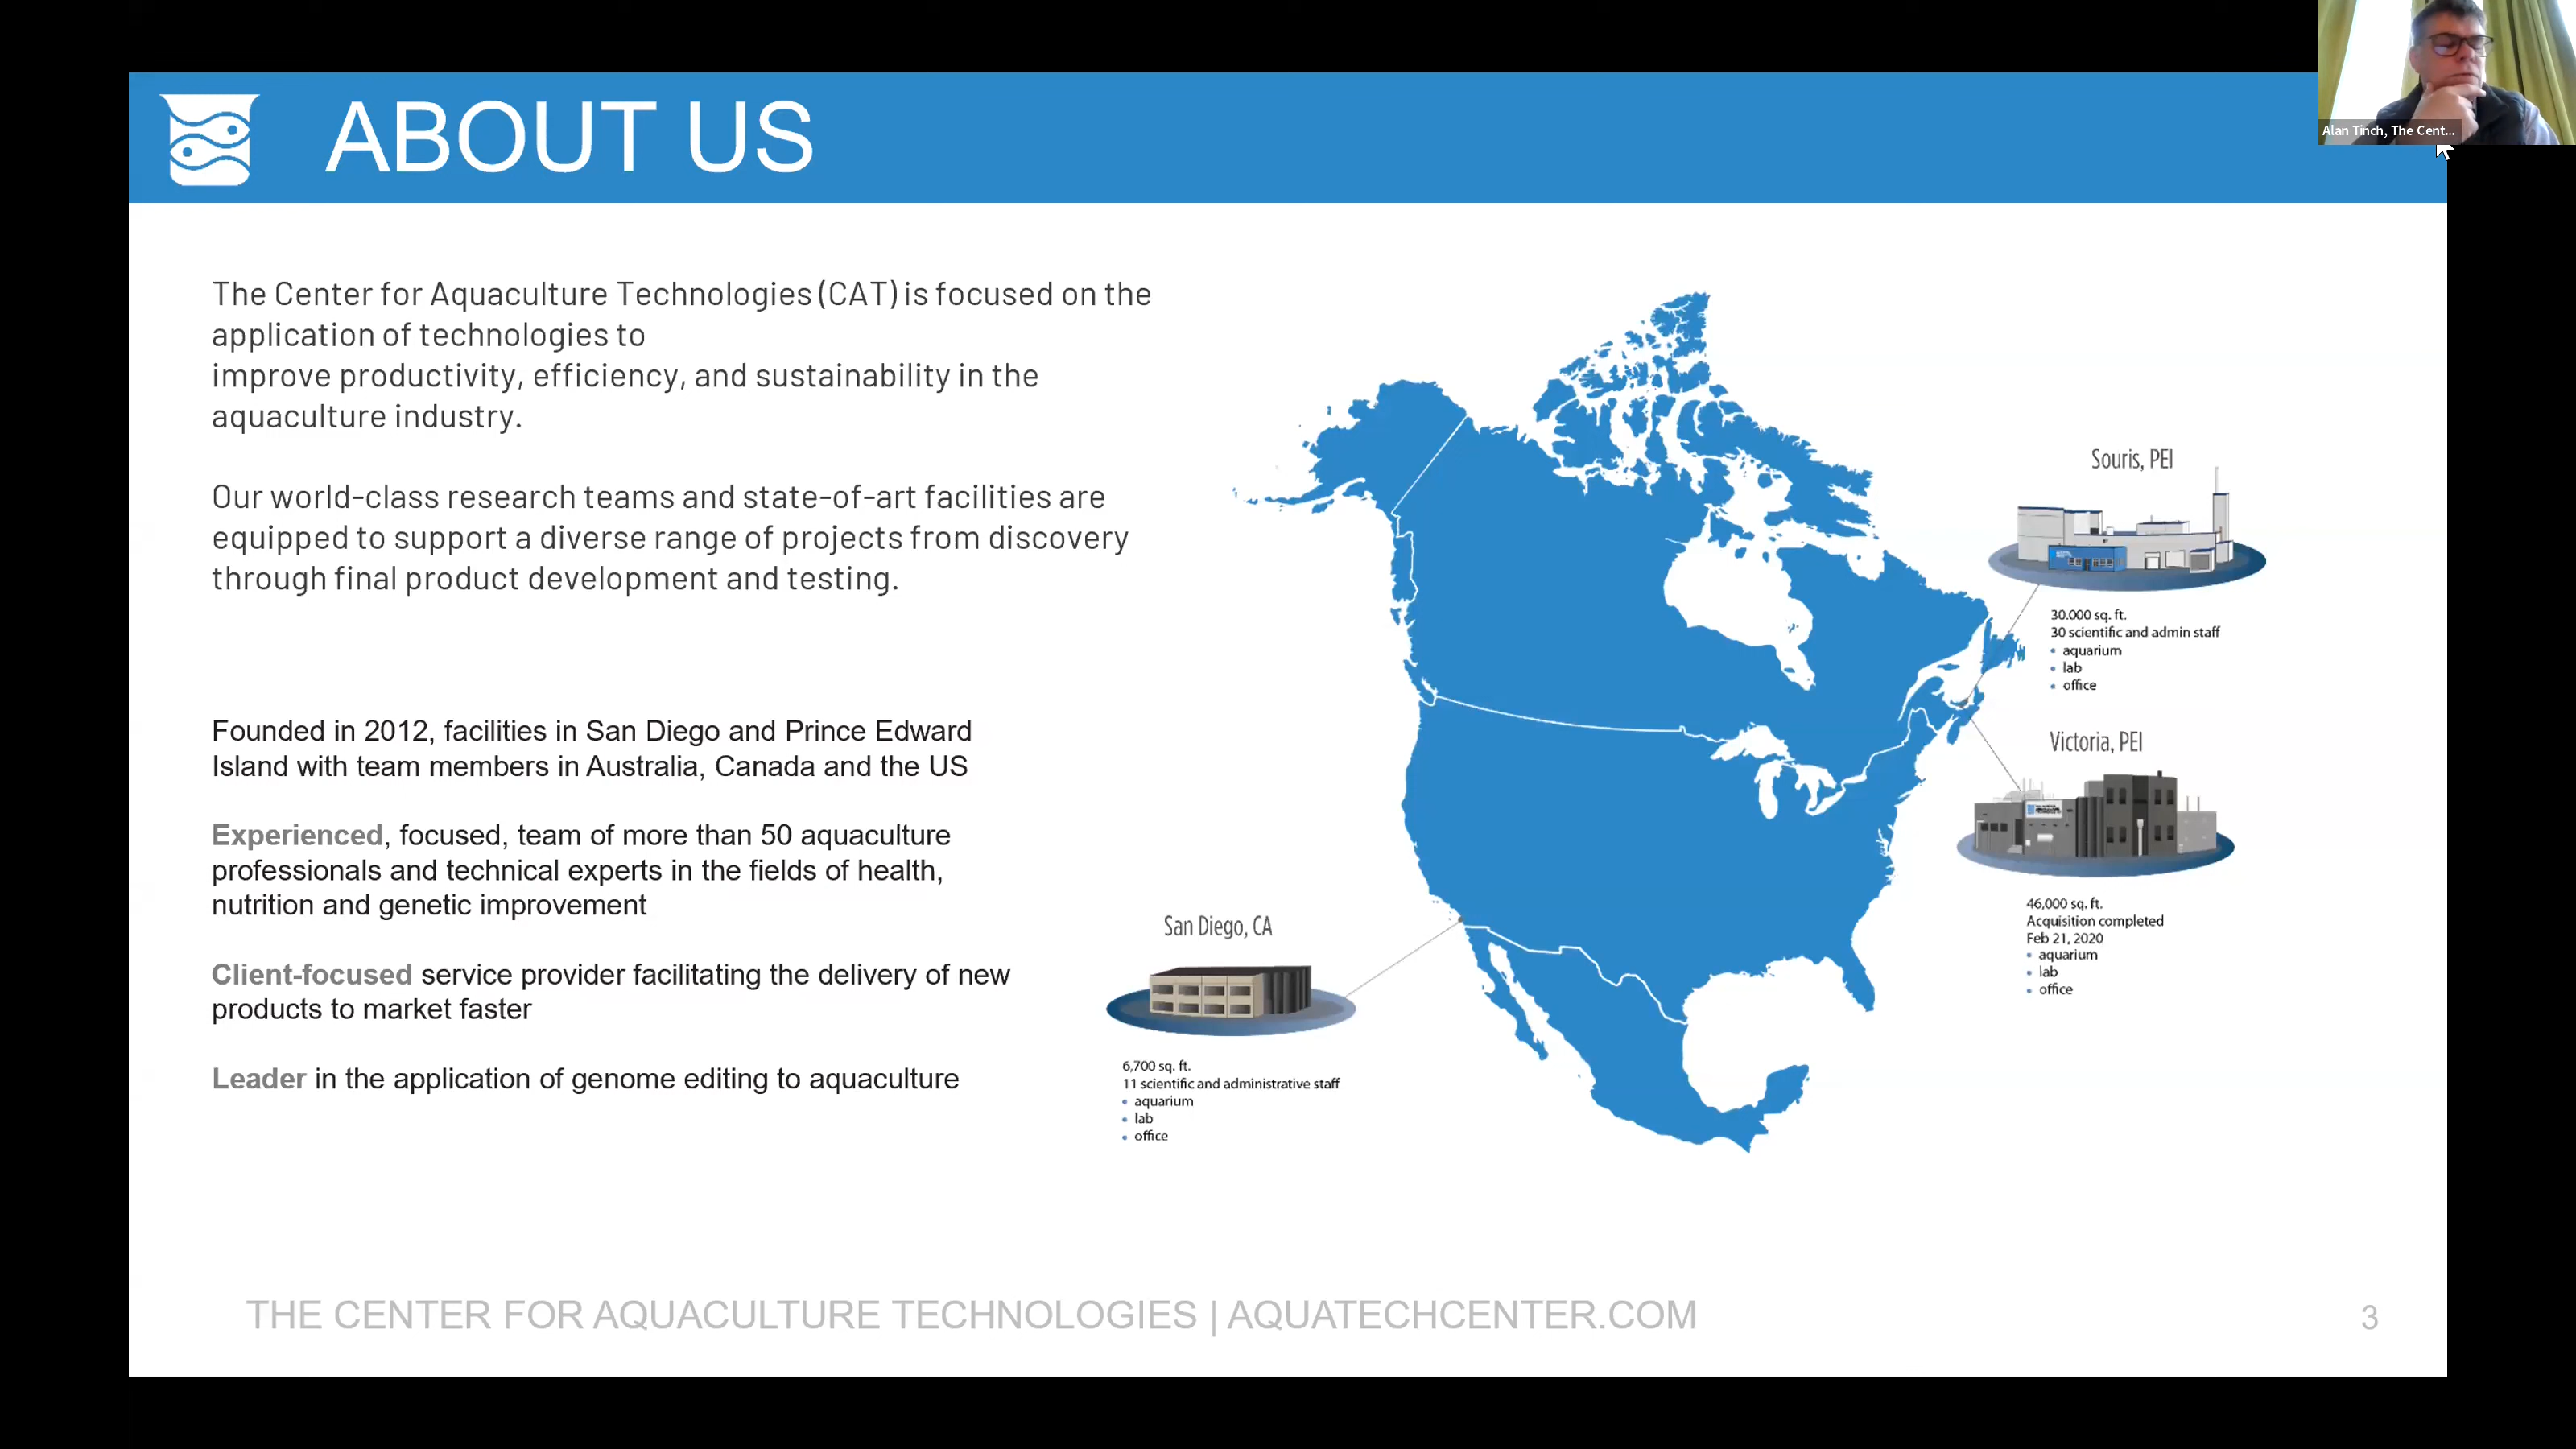 Alan Tinch, The Cent...
ABOUT US
The Center for Aquaculture Technologies (CAT) is focused on the
application of technologies to
improve productivity, efficiency, and sustainability in the
aquaculture industry.
Our world-class research teams and state-of-art facilities are
equipped to support a diverse range of projects from discovery
through final product development and testing.
Founded in 2012, facilities in San Diego and Prince Edward
Island with team members in Australia, Canada and the US
Experienced, focused, team of more than 50 aquaculture
professionals and technical experts in the fields of health,
nutrition and genetic improvement
Client-focused service provider facilitating the delivery of new
products to market faster
Leader in the application of genome editing to aquaculture
San Diego, CA
6,700 sq. ft.
11 scientific and administrative staff
• aquarium
• lab
• office
Souris, PEI
30.000 sq. ft.
30 scientific and admin staff
• aquarium
• lab
• office
Victoria, PEI
46,000 sq. ft.
Acquisition completed
Feb 21, 2020
• aquarium
• lab
• office
THE CENTER FOR AQUACULTURE TECHNOLOGIES | AQUATECHCENTER.COM
3